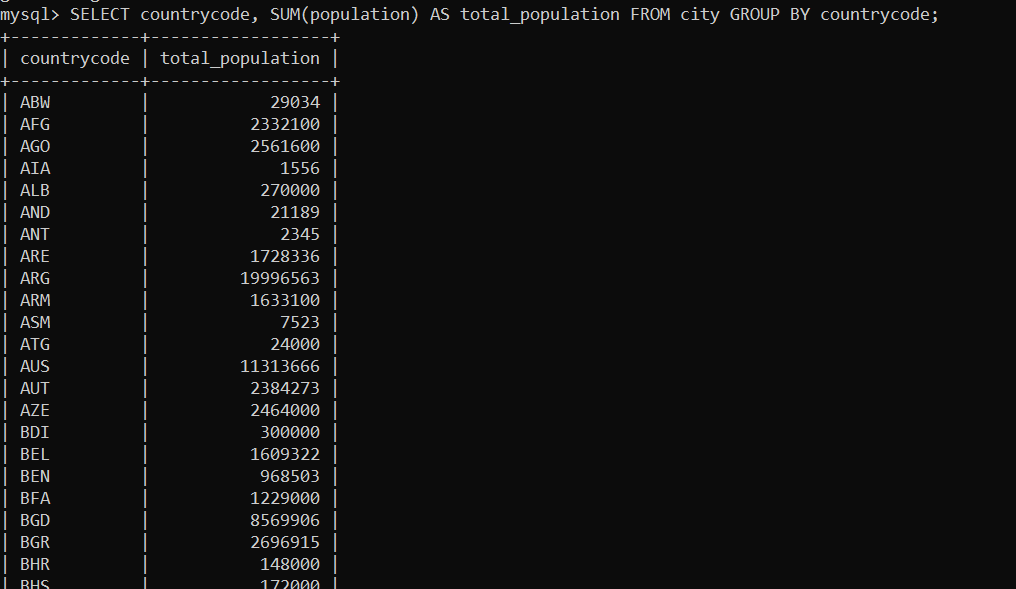 mysql> SELECT countrycode, SUM(population) AS total_population FROM city GROUP BY countrycode;
+-------------+------------------+
| countrycode | total_population |
+-------------+------------------+
| ABW         |            29034 |
| AFG         |          2332100 |
| AGO         |          2561600 |
| AIA         |             1556 |
| ALB         |           270000 |
| AND         |            21189 |
| ANT         |             2345 |
| ARE         |          1728336 |
| ARG         |         19996563 |
| ARM         |          1633100 |
| ASM         |             7523 |
| ATG         |            24000 |
| AUS         |         11313666 |
| AUT         |          2384273 |
| AZE         |          2464000 |
| BDI         |           300000 |
| BEL         |          1609322 |
| BEN         |           968503 |
| BFA         |          1229000 |
| BGD         |          8569906 |
| BGR         |          2696915 |
| BHR         |           148000 |
| BHS         |           172000 |